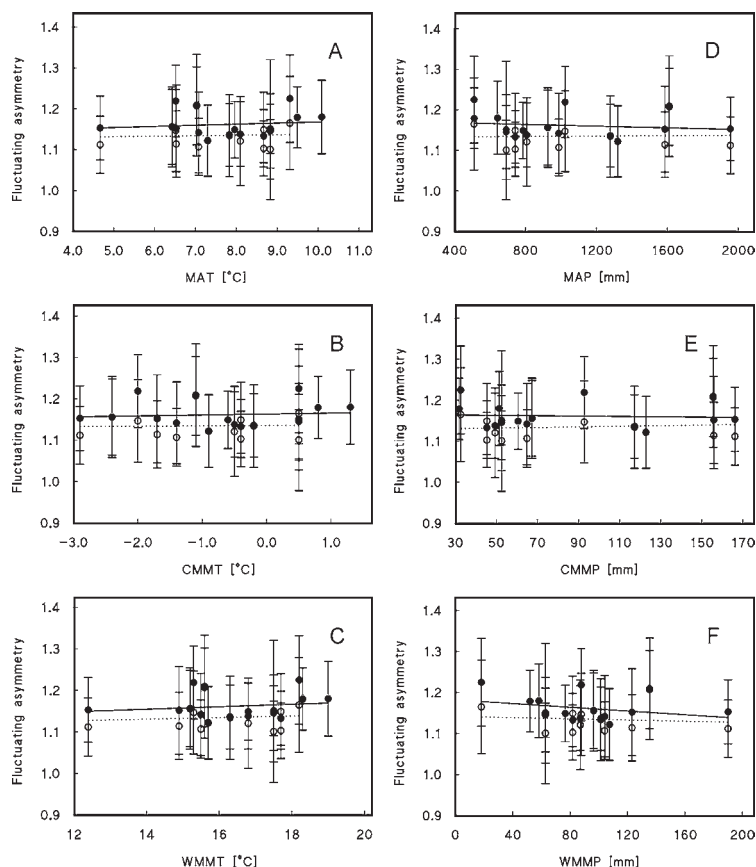 1.4
1.3
1.2
1.1
1.0
0.9
Fluctuating asymmetry
A
4.0 5.0 6.0 7.0 8.0 9.0 10.0 11.0
MAT [°C]
1.4
1.3
1.2
1.1
1.0
0.9
Fluctuating asymmetry
D
400 800 1200 1600 2000
MAP [mm]
1.4
1.3
1.2
1.1
1.0
0.9
Fluctuating asymmetry
B
−3.0 −2.0 −1.0 0.0 1.0
CMMT [°C]
1.4
1.3
1.2
1.1
1.0
0.9
Fluctuating asymmetry
E
30 50 70 90 110 130 150 170
CMMP [mm]
1.4
1.3
1.2
1.1
1.0
0.9
Fluctuating asymmetry
C
12 14 16 18 20
WMMT [°C]
1.4
1.3
1.2
1.1
1.0
0.9
Fluctuating asymmetry
F
0 40 80 120 160 200
WMMP [mm]